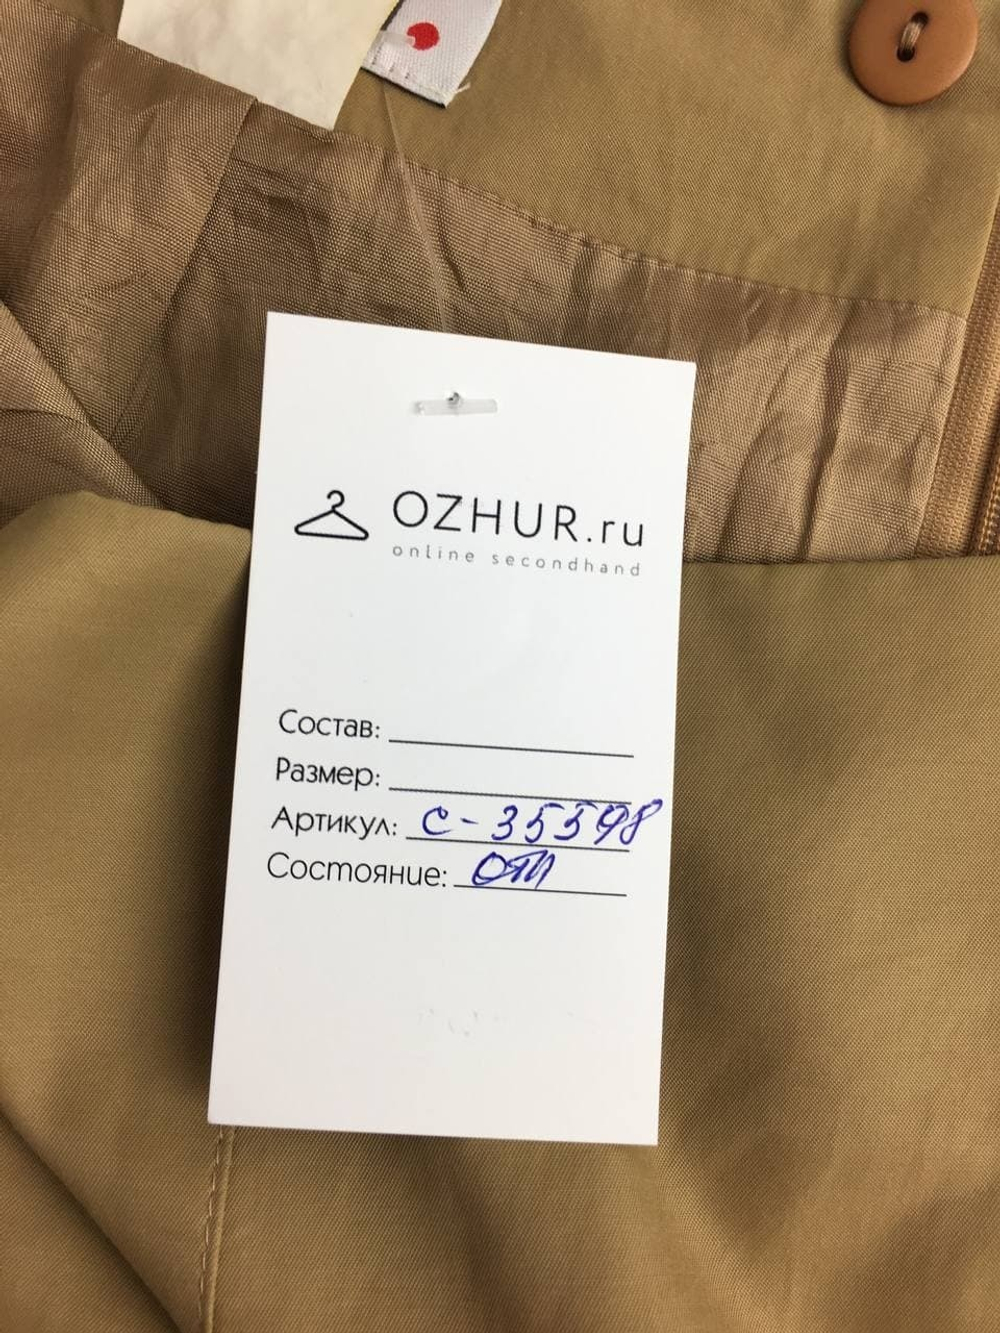 OZHUR.ru
online secondhand
Состав:
Размер:
Артикул: С-35598
Состояние: отл